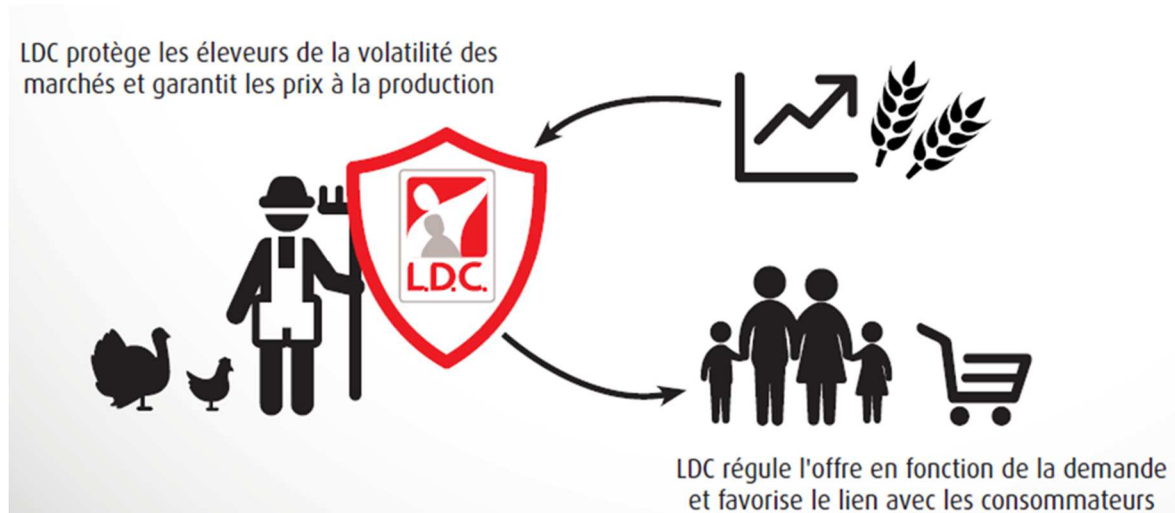 LDC protège les éleveurs de la volatilité des
marchés et garantit les prix à la production
L.D.C.
LDC régule l'offre en fonction de la demande
et favorise le lien avec les consommateurs